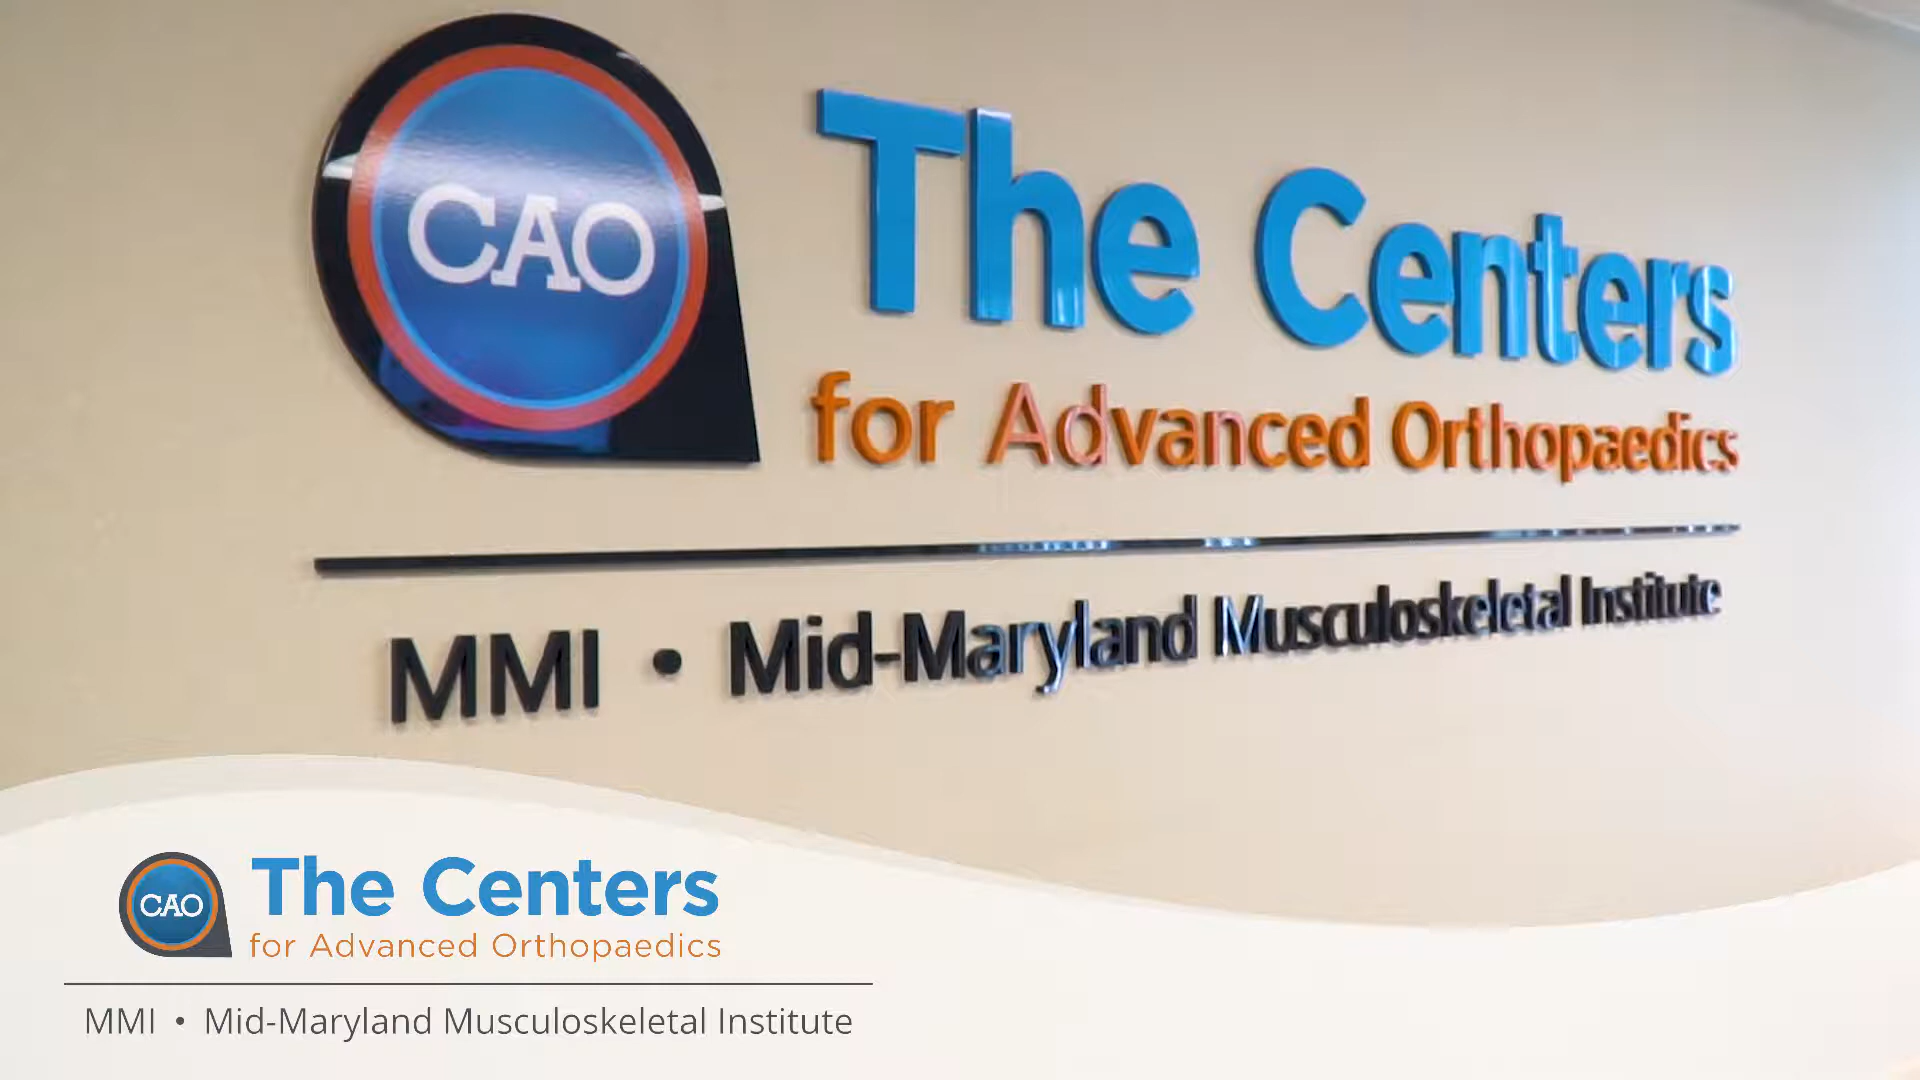 CAO
The Centers
for Advanced Orthopaedics
MMI • Mid-Maryland Musculoskeletal Institute
CAO
The Centers
for Advanced Orthopaedics
MMI • Mid-Maryland Musculoskeletal Institute